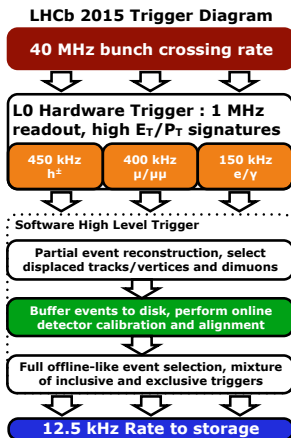 LHCb 2015 Trigger Diagram
40 MHz bunch crossing rate
L0 Hardware Trigger : 1 MHz
readout, high E_T/P_T signatures
450 kHz
h±
400 kHz
μ/μμ
150 kHz
e/γ
Software High Level Trigger
Partial event reconstruction, select
displaced tracks/vertices and dimuons
Buffer events to disk, perform online
detector calibration and alignment
Full offline-like event selection, mixture
of inclusive and exclusive triggers
12.5 kHz Rate to storage